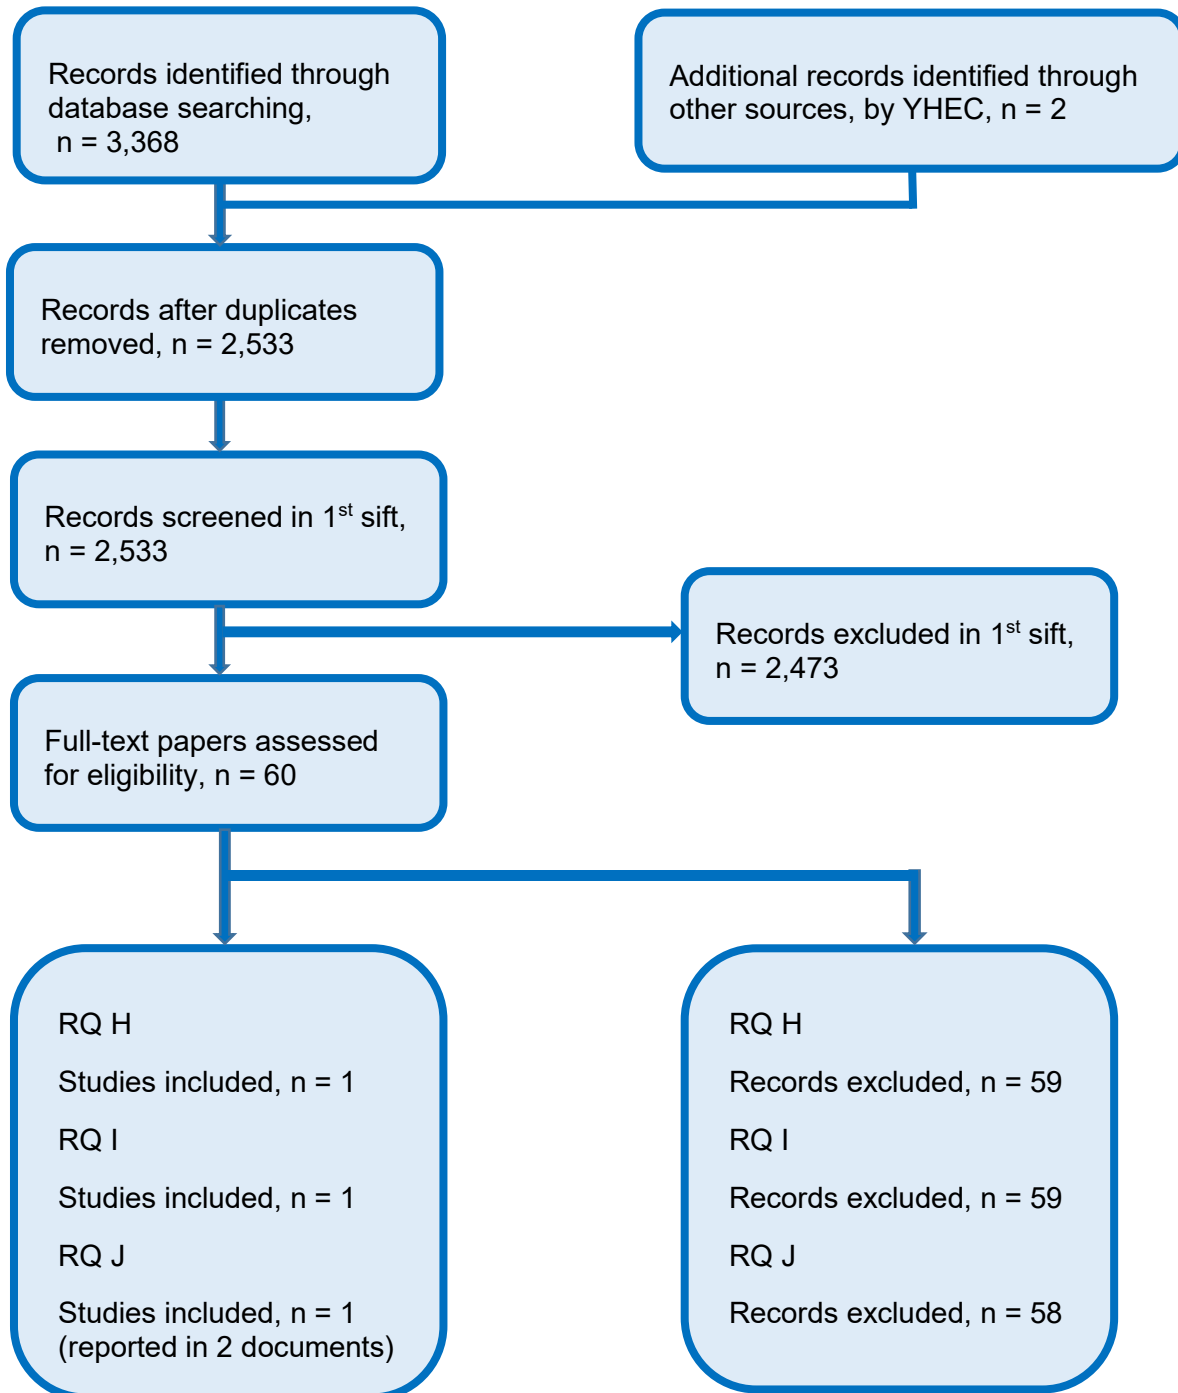 Records identified through
database searching,
n = 3,368
Additional records identified through
other sources, by YHEC, n = 2
Records after duplicates
removed, n = 2,533
Records screened in 1st sift,
n = 2,533
Records excluded in 1st sift,
n = 2,473
Full-text papers assessed
for eligibility, n = 60
RQ H
Studies included, n = 1
RQ I
Studies included, n = 1
RQ J
Studies included, n = 1
(reported in 2 documents)
RQ H
Records excluded, n = 59
RQ I
Records excluded, n = 59
RQ J
Records excluded, n = 58